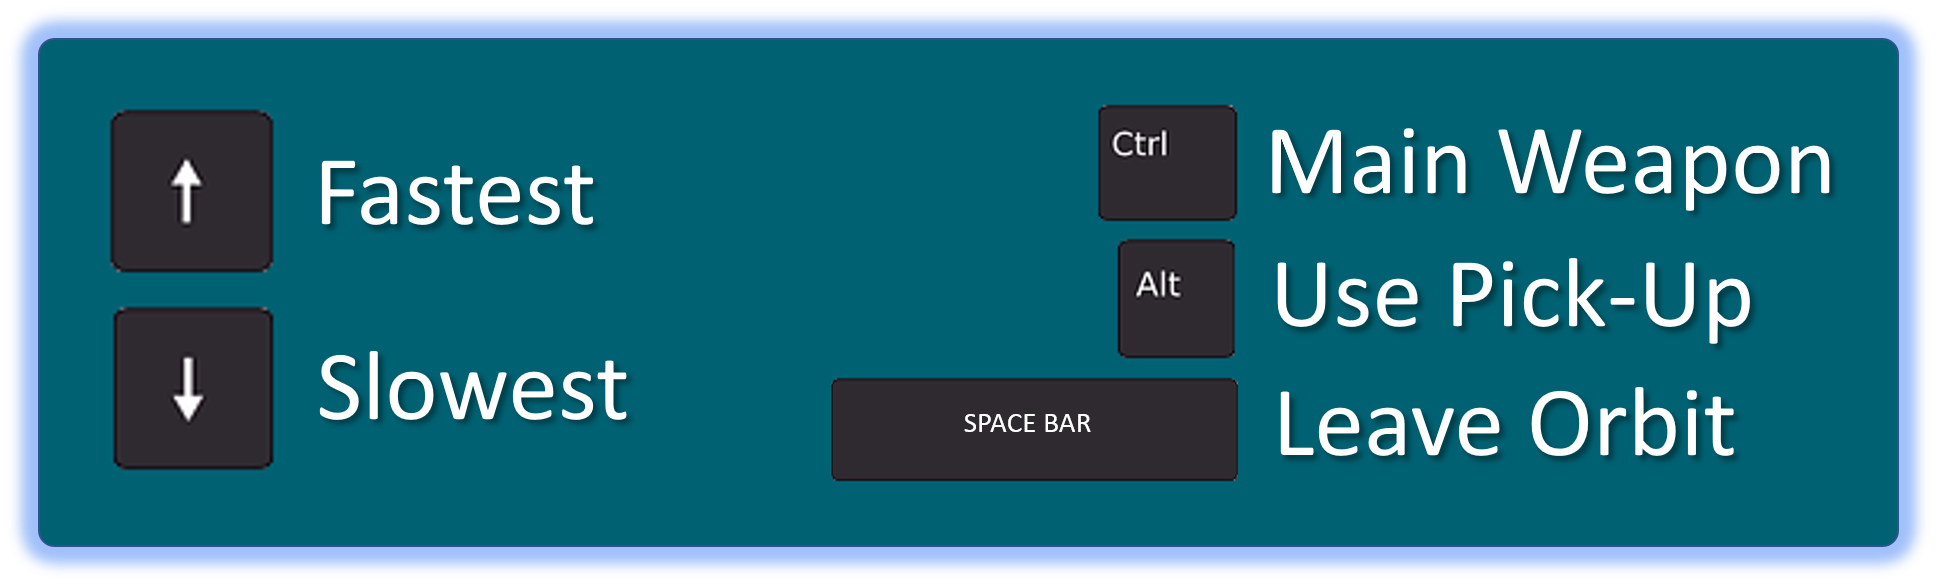 ↑ Fastest
↓ Slowest
Ctrl Main Weapon
Alt Use Pick-Up
SPACE BAR Leave Orbit